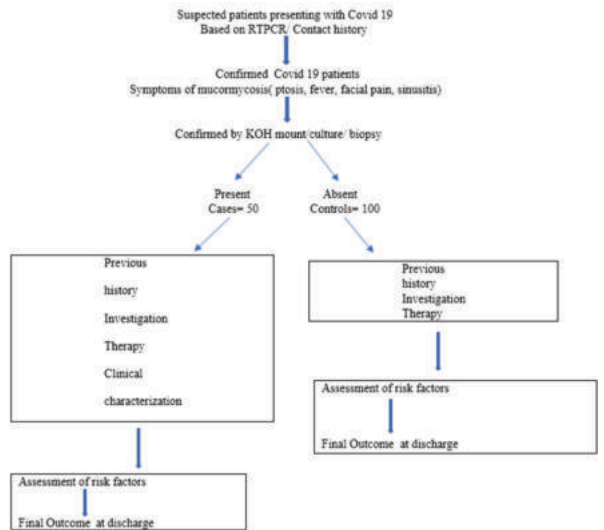 Suspected patients presenting with Covid 19
Based on RTPCR/ Contact history
Confirmed Covid 19 patients
Symptoms of mucormycosis( ptosis, fever, facial pain, sinusitis)
Confirmed by KOH mount/culture/ biopsy
Present
Cases= 50
Absent
Controls= 100
Previous
history
Investigation
Therapy
Clinical
characterization
Previous
history
Investigation
Therapy
Assessment of risk factors
Final Outcome at discharge
Assessment of risk factors
Final Outcome at discharge